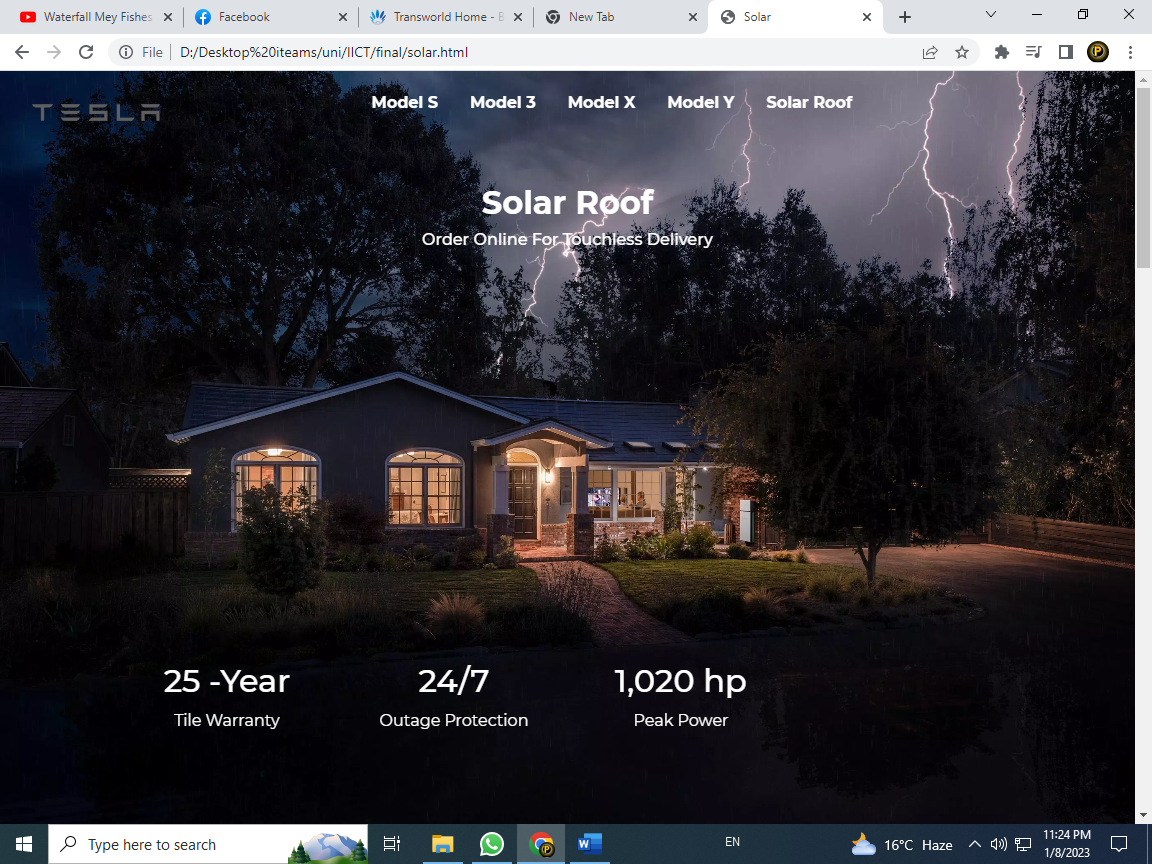 Waterfall Mey Fishes
Facebook
Transworld Home - B
New Tab
Solar
File
D:/Desktop%20iteams/uni/IICT/final/solar.html
TESLA
Model S
Model 3
Model X
Model Y
Solar Roof
Solar Roof
Order Online For Touchless Delivery
25 -Year
24/7
1,020 hp
Tile Warranty
Outage Protection
Peak Power
Type here to search
EN
16°C Haze
11:24 PM
1/8/2023